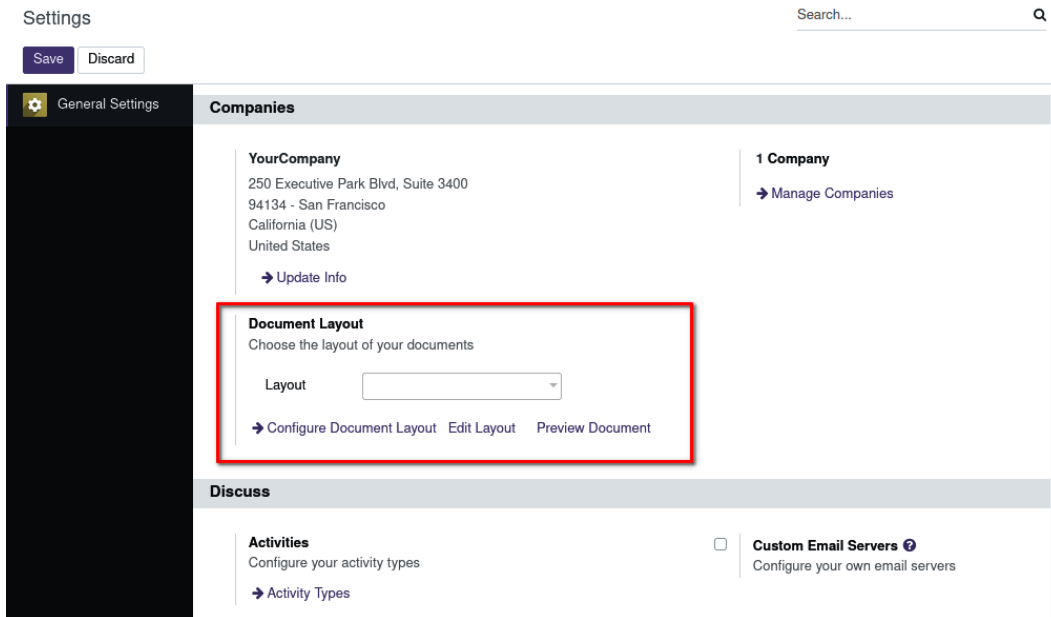 Settings
Search...
Save Discard
General Settings
Companies
YourCompany
250 Executive Park Blvd, Suite 3400
94134 - San Francisco
California (US)
United States
Update Info
1 Company
Manage Companies
Document Layout
Choose the layout of your documents
Layout
Configure Document Layout Edit Layout Preview Document
Discuss
Activities
Configure your activity types
Activity Types
Custom Email Servers ?
Configure your own email servers